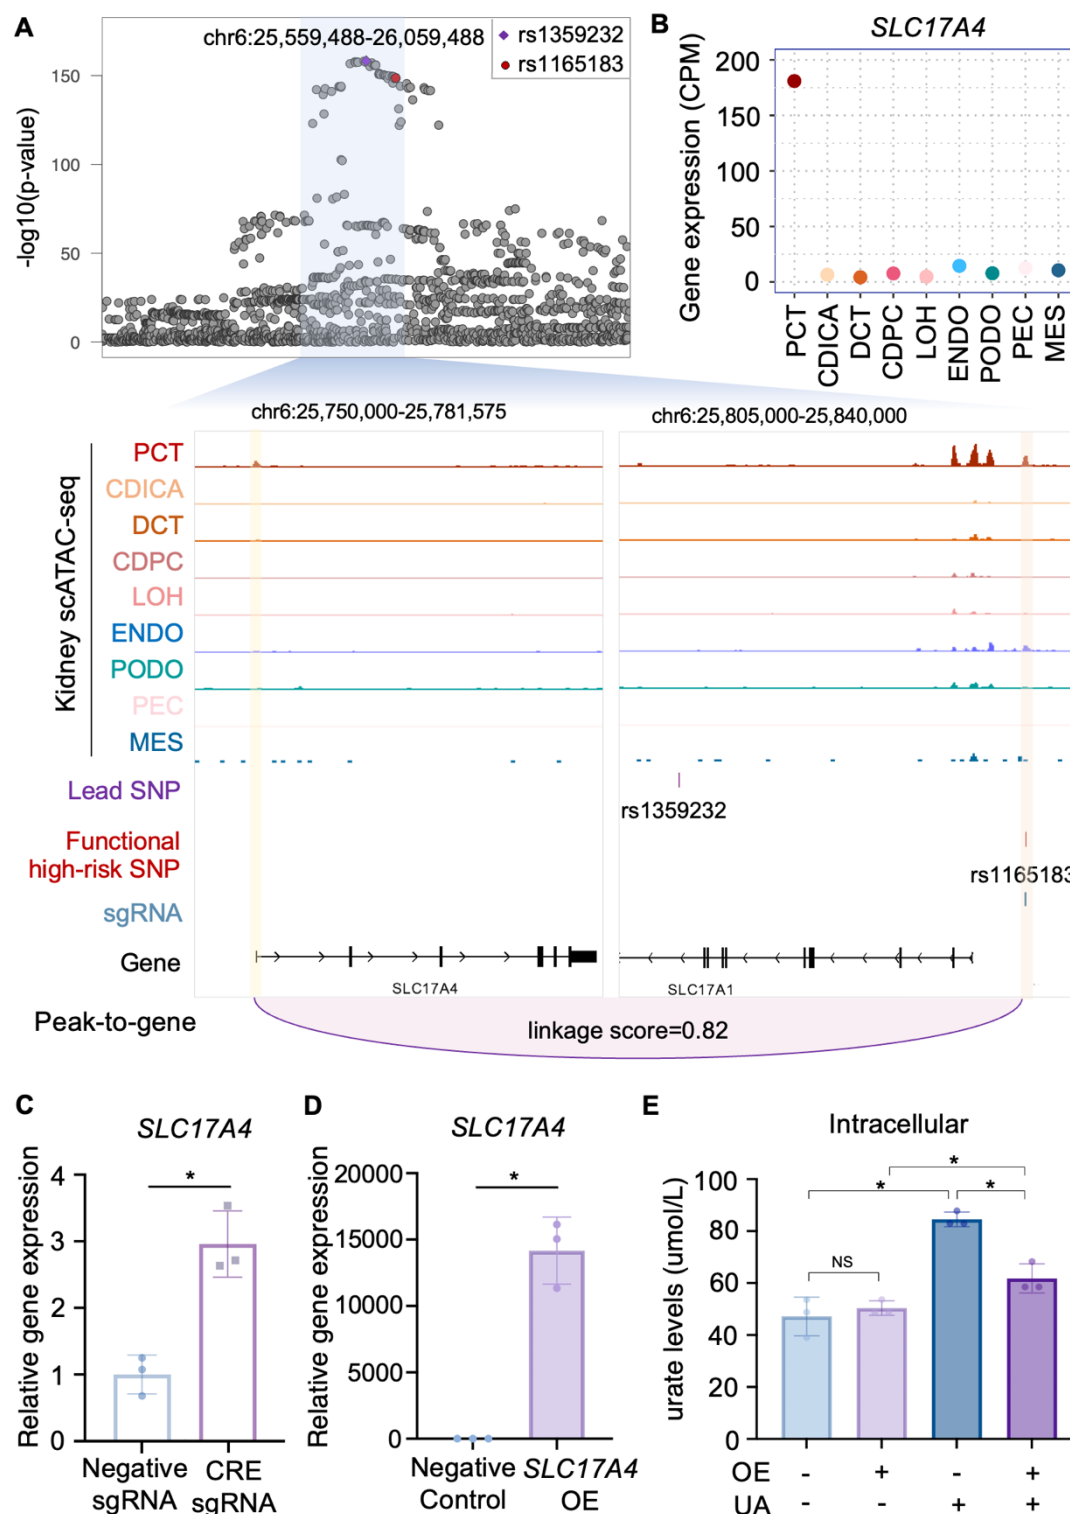 A
chr6:25,559,488-26,059,488
rs1359232
rs1165183
-log10(p-value)
150
100
50
0
B
SLC17A4
Gene expression (CPM)
200
150
100
50
0
PCT
CDICA
DCT
CDPC
LOH
ENDO
PODO
PEC
MES
chr6:25,750,000-25,781,575
chr6:25,805,000-25,840,000
Kidney scATAC-seq
PCT
CDICA
DCT
CDPC
LOH
ENDO
PODO
PEC
MES
Lead SNP
rs1359232
Functional
high-risk SNP
rs1165183
sgRNA
Gene
SLC17A4
SLC17A1
Peak-to-gene
linkage score=0.82
C
SLC17A4
Relative gene expression
4
3
2
1
0
*
Negative
sgRNA
CRE
sgRNA
D
SLC17A4
Relative gene expression
20000
15000
10000
5000
0
*
Negative
Control
SLC17A4
OE
E
Intracellular
urate levels (umol/L)
100
80
60
40
20
0
NS
*
*
*
OE - + - +
UA - - + +